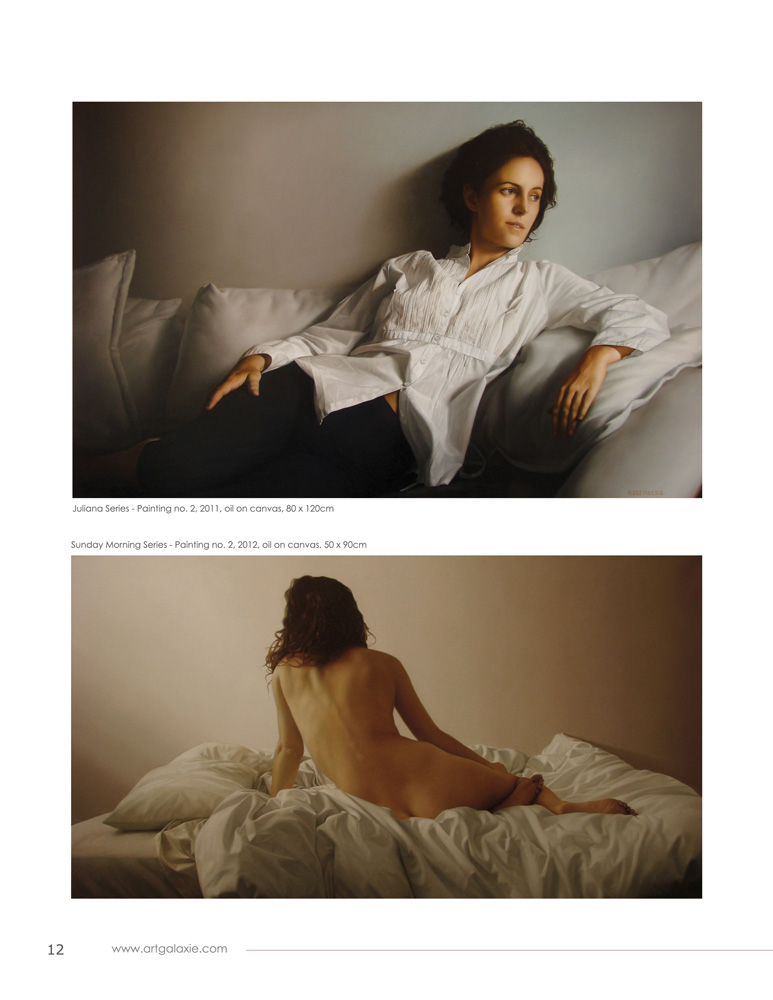 Juliana Series - Painting no. 2, 2011, oil on canvas, 80 x 120cm
Sunday Morning Series - Painting no. 2, 2012, oil on canvas, 50 x 90cm
12 www.artgalaxie.com